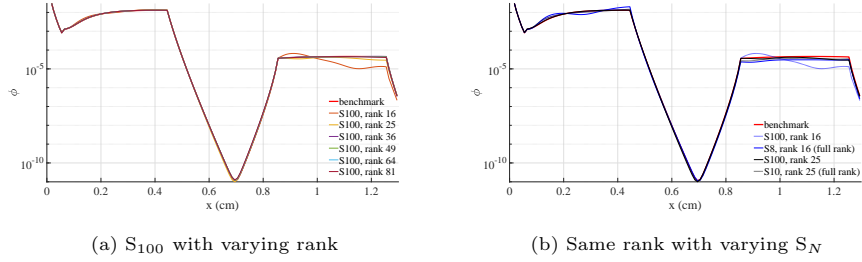 10^-5
10^-10
ϕ
benchmark
S100, rank 16
S100, rank 25
S100, rank 36
S100, rank 49
S100, rank 64
S100, rank 81
0 0.2 0.4 0.6 0.8 1 1.2
x (cm)
(a) S_100 with varying rank
10^-5
10^-10
ϕ
benchmark
S100, rank 16
S8, rank 16 (full rank)
S100, rank 25
S10, rank 25 (full rank)
0 0.2 0.4 0.6 0.8 1 1.2
x (cm)
(b) Same rank with varying S_N